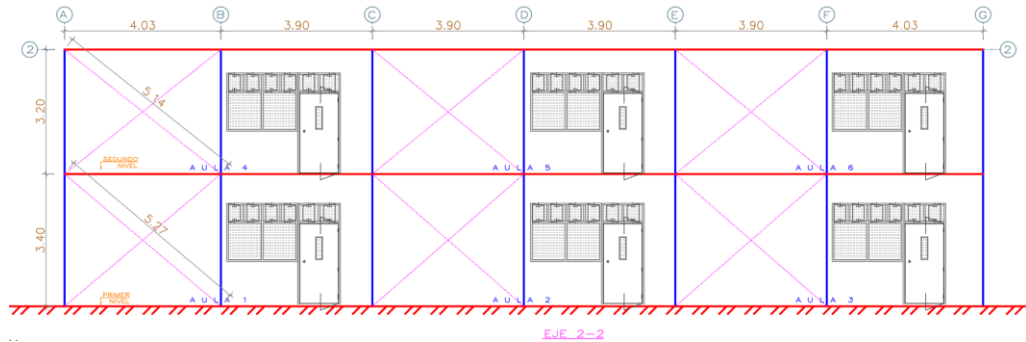 A B C D E F G
4.03 3.90 3.90 3.90 3.90 4.03
2 2
3.20
5.14
SEGUNDO
NIVEL
A U L A 4 A U L A 5 A U L A 6
3.40
5.27
PRIMER
NIVEL
A U L A 1 A U L A 2 A U L A 3
EJE 2-2